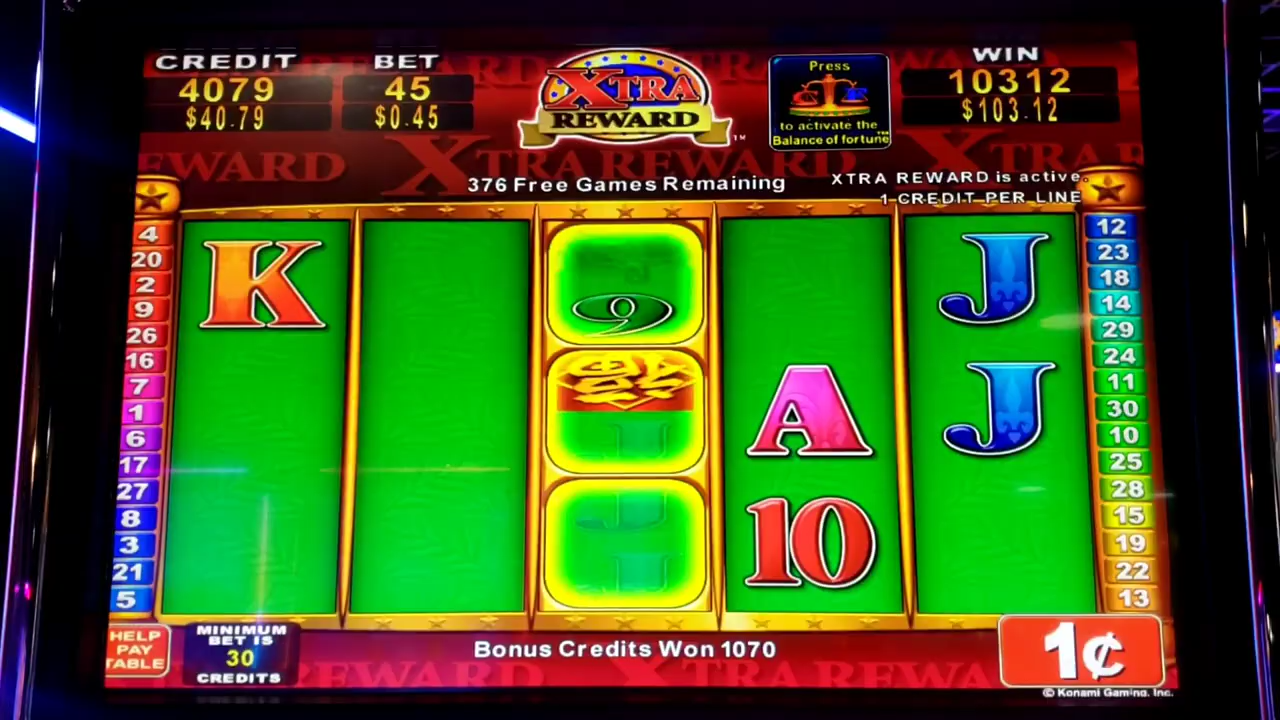 CREDIT
4079
$40.79
BET
45
$0.45
XTRA
REWARD
TM
Press
to activate the
Balance of fortune
WIN
10312
$103.12
376 Free Games Remaining
XTRA REWARD is active.
1 CREDIT PER LINE
4
20
2
9
26
16
7
1
6
17
27
8
3
21
5
K
9
A
10
J
J
12
23
18
14
29
24
11
30
10
25
28
15
19
22
13
HELP
PAY
TABLE
MINIMUM
BET IS
30
CREDITS
Bonus Credits Won 1070
1¢
© Konami Gaming, Inc.